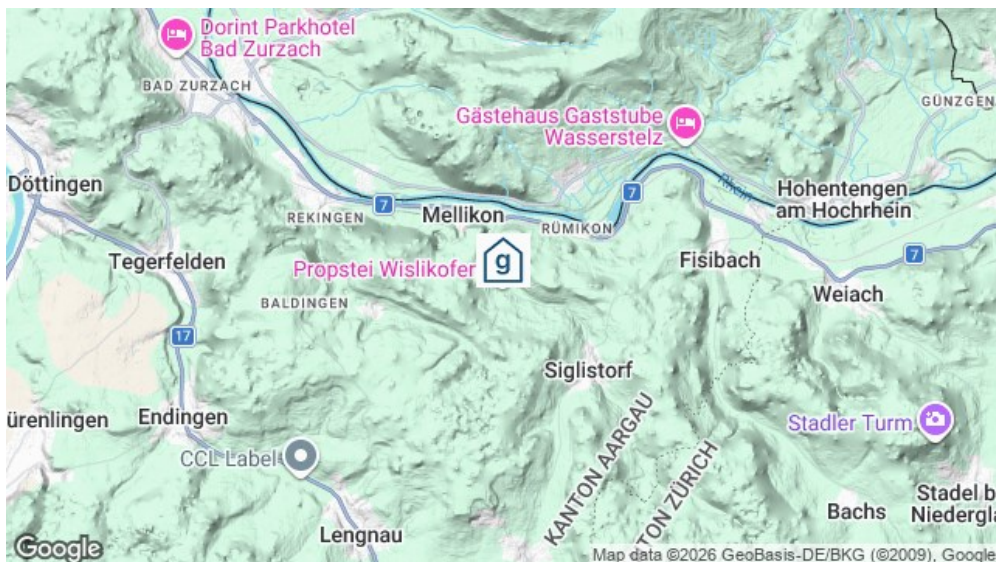 Dorint Parkhotel
Bad Zurzach
BAD ZURZACH
GÜNZGEN
Gästehaus Gaststube
Wasserstelz
7
Rhein
Döttingen
Hohentengen
am Hochrhein
7
REKINGEN
Mellikon
RÜMIKON
7
Tegerfelden
Propstei Wislikofen
g
Fisibach
BALDINGEN
Weiach
17
Siglistorf
ürenlingen
Endingen
KANTON AARGAU
Stadler Turm
CCL Label
TON ZÜRICH
Stadel b
Niedergla
Bachs
Lengnau
Google
Map data ©2026 GeoBasis-DE/BKG (©2009), Google